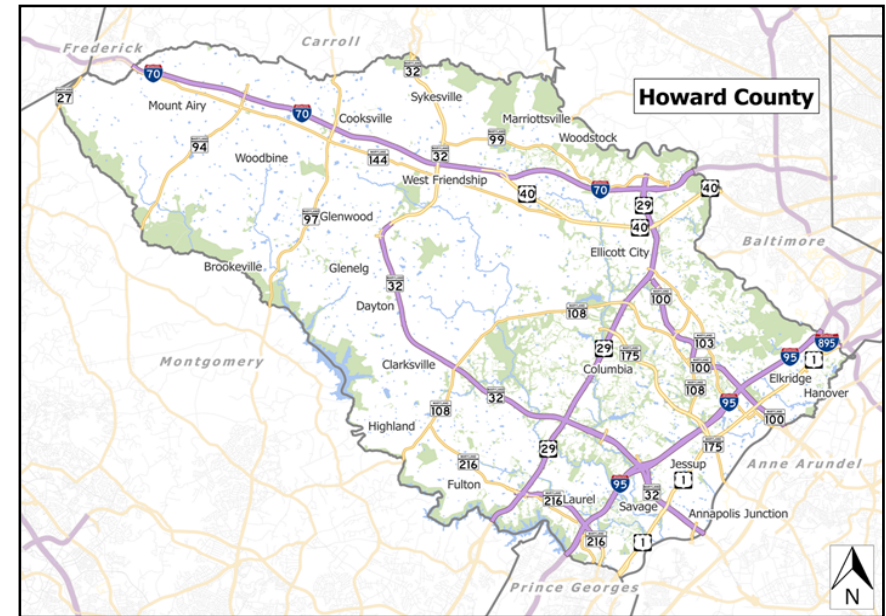 Frederick
Carroll
Howard County
70
32
27
Mount Airy
Sykesville
Marriottsville
70
Cooksville
Woodstock
94
99
144
32
Woodbine
West Friendship
70
40
40
29
97
Glenwood
40
Baltimore
Ellicott City
Brookeville
Glenelg
32
100
Dayton
108
895
103
29
175
95
1
Montgomery
Clarksville
Columbia
100
Elkridge
108
Hanover
32
95
108
100
Highland
29
175
216
Jessup
Anne Arundel
Fulton
95
1
32
216
Laurel
Savage
Annapolis Junction
216
1
Prince Georges
N